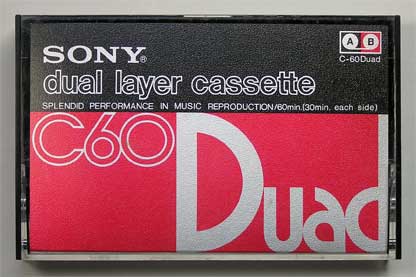 SONY®
A B
C-60Duad
dual layer cassette
SPLENDID PERFORMANCE IN MUSIC REPRODUCTION/60min.(30min. each side)
C60
Duad